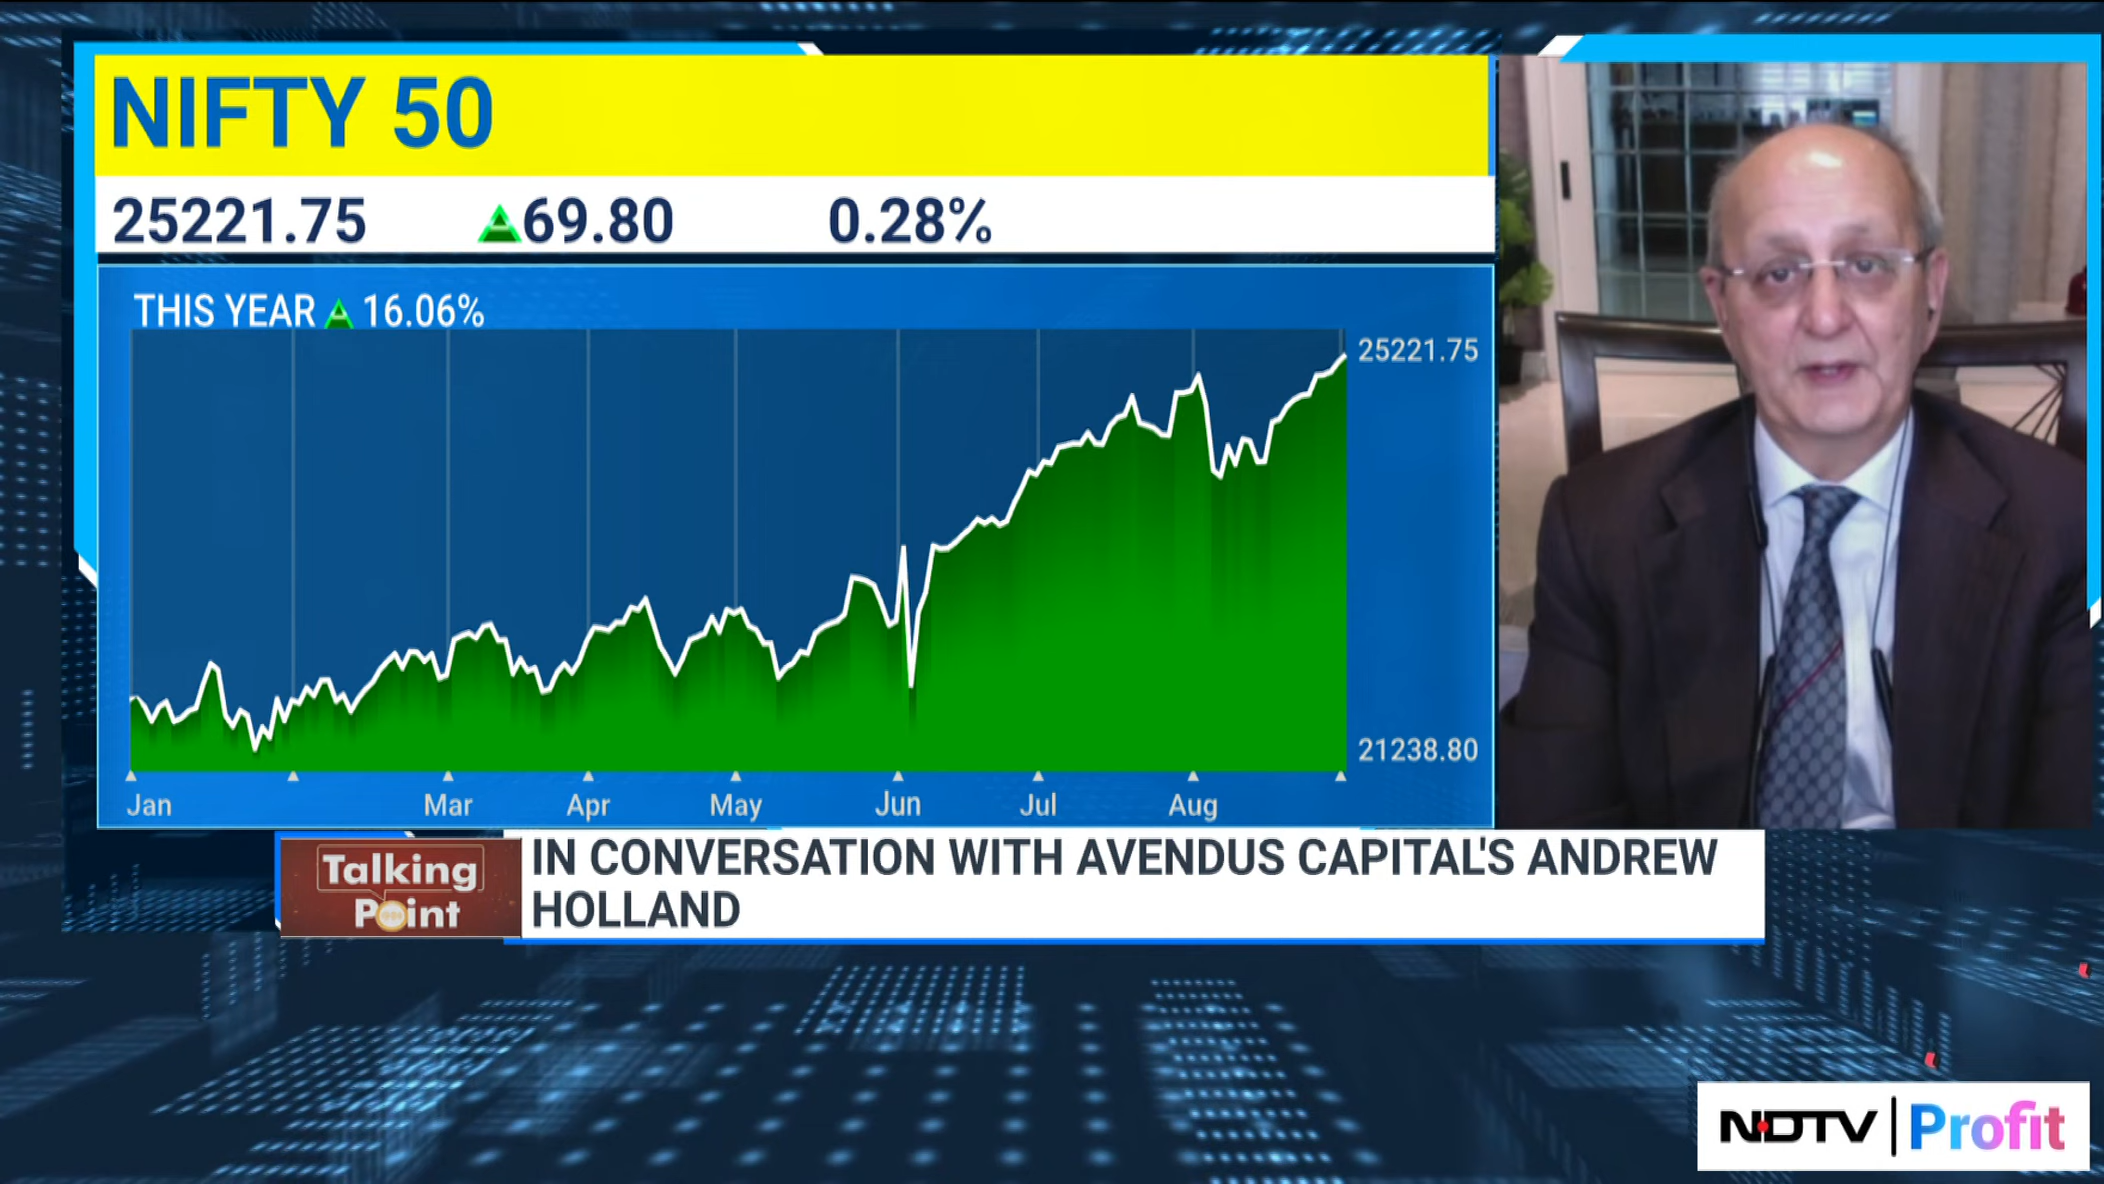 NIFTY 50
25221.75 69.80 0.28%
THIS YEAR 16.06%
25221.75
21238.80
Jan Mar Apr May Jun Jul Aug
Talking
Point
IN CONVERSATION WITH AVENDUS CAPITAL'S ANDREW
HOLLAND
NDTV Profit